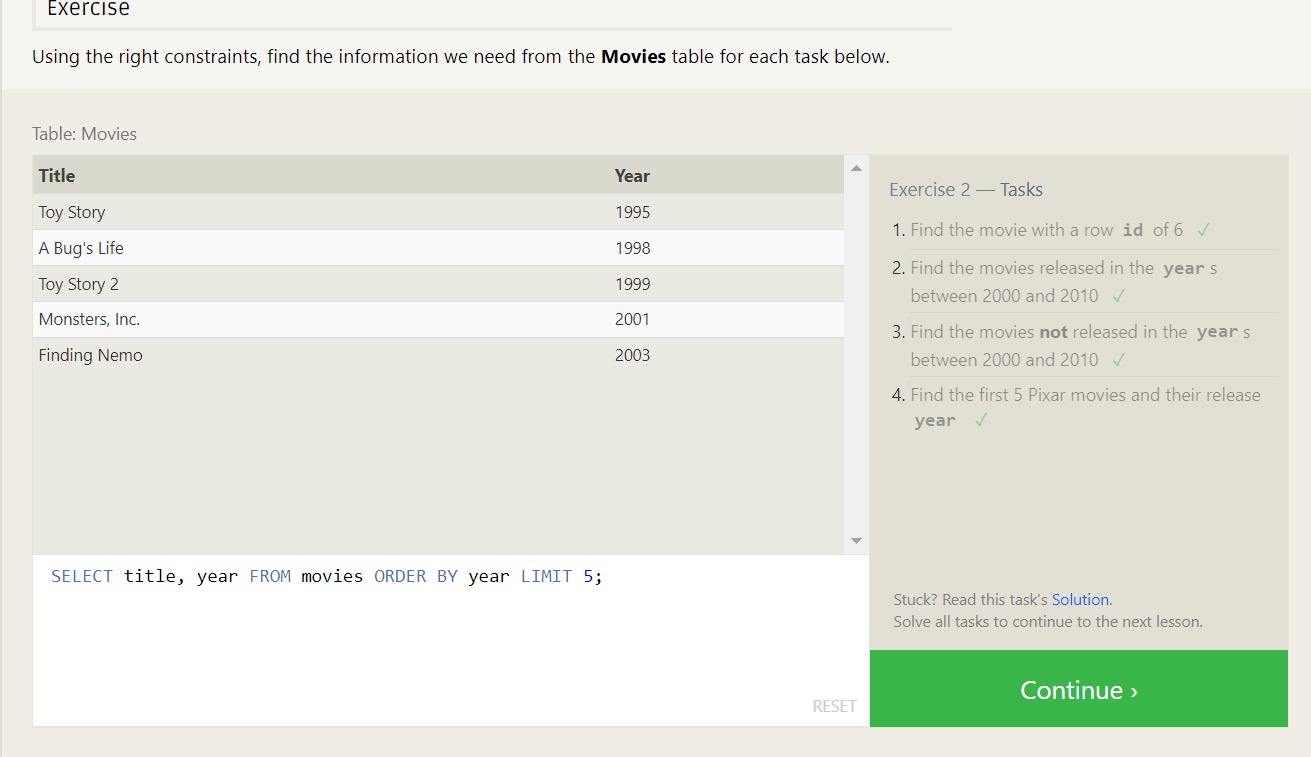 Exercise
Using the right constraints, find the information we need from the Movies table for each task below.
Table: Movies
Title Year
Toy Story 1995
A Bug's Life 1998
Toy Story 2 1999
Monsters, Inc. 2001
Finding Nemo 2003
SELECT title, year FROM movies ORDER BY year LIMIT 5;
RESET
Exercise 2 — Tasks
1. Find the movie with a row id of 6 ✓
2. Find the movies released in the year s
between 2000 and 2010 ✓
3. Find the movies not released in the year s
between 2000 and 2010 ✓
4. Find the first 5 Pixar movies and their release
year ✓
Stuck? Read this task's Solution.
Solve all tasks to continue to the next lesson.
Continue ›